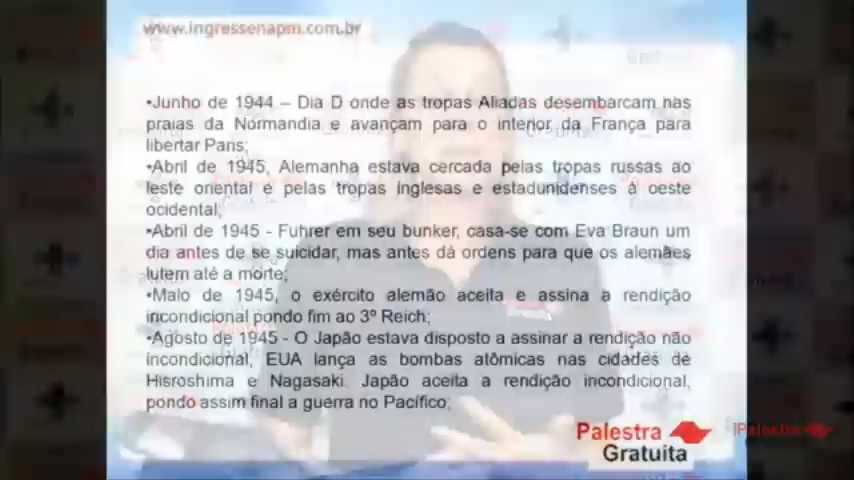 www.ingressenapm.com.br
•Junho de 1944 – Dia D onde as tropas Aliadas desembarcam nas
praias da Normandia e avançam para o interior da França para
libertar Paris;
•Abril de 1945, Alemanha estava cercada pelas tropas russas ao
leste oriental e pelas tropas inglesas e estadunidenses à oeste
ocidental;
•Abril de 1945 - Fuhrer em seu bunker, casa-se com Eva Braun um
dia antes de se suicidar, mas antes dá ordens para que os alemães
lutem até a morte;
•Maio de 1945, o exército alemão aceita e assina a rendição
incondicional pondo fim ao 3º Reich;
•Agosto de 1945 - O Japão estava disposto a assinar a rendição não
incondicional, EUA lança as bombas atômicas nas cidades de
Hisroshima e Nagasaki. Japão aceita a rendição incondicional,
pondo assim final a guerra no Pacífico;
Palestra
Gratuita
Palestra